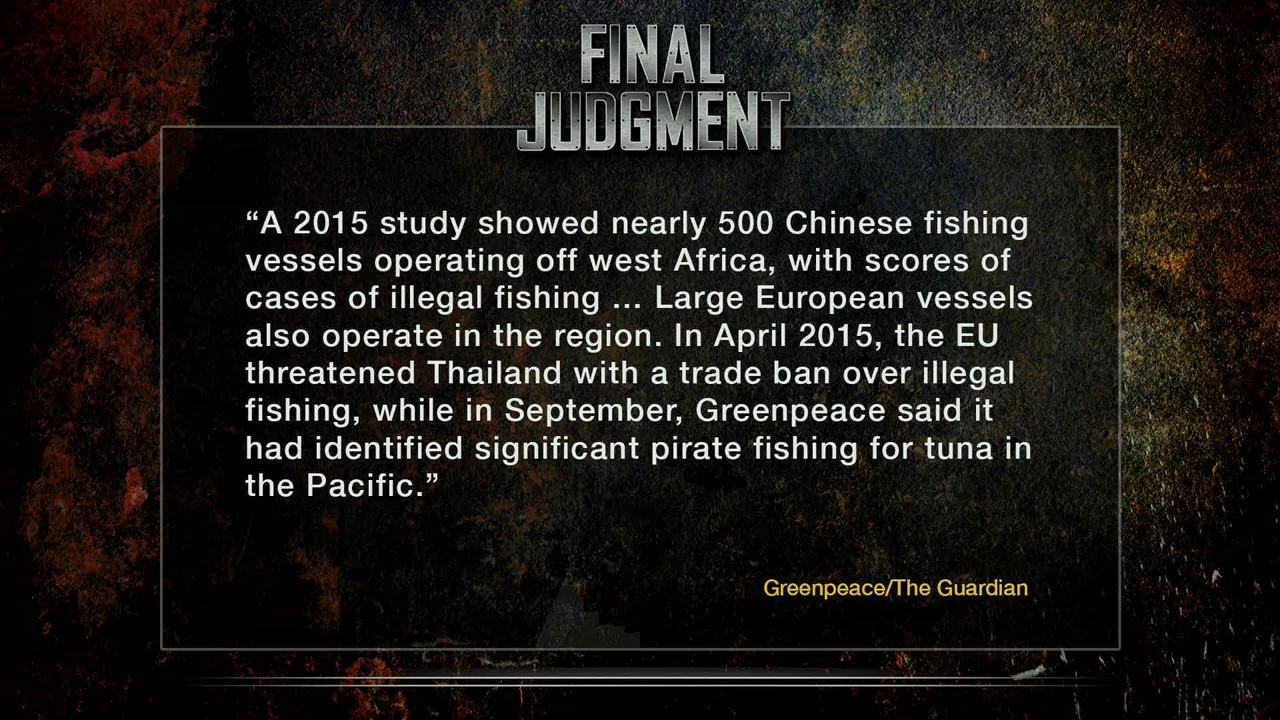 FINAL
JUDGMENT
“A 2015 study showed nearly 500 Chinese fishing
vessels operating off west Africa, with scores of
cases of illegal fishing ... Large European vessels
also operate in the region. In April 2015, the EU
threatened Thailand with a trade ban over illegal
fishing, while in September, Greenpeace said it
had identified significant pirate fishing for tuna in
the Pacific.”
Greenpeace/The Guardian